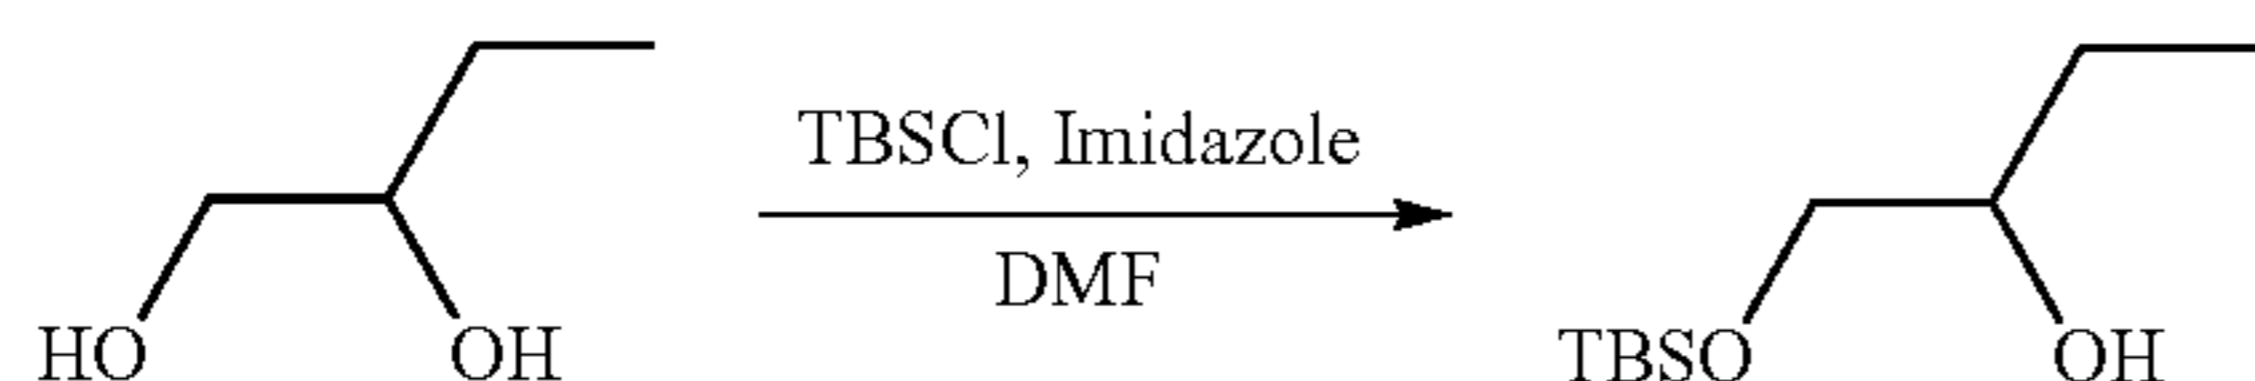 TBSCl, Imidazole
DMF
HO
OH
TBSO
OH